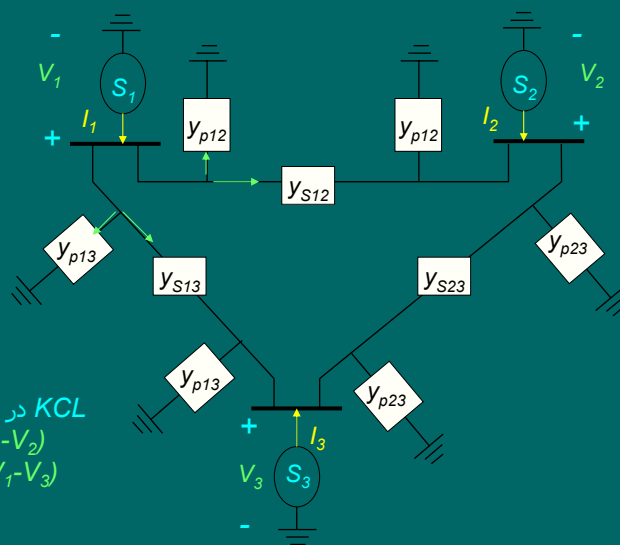 -
-
V1
S1
S2
V2
I1
yp12
yp12
I2
+
+
yS12
yp13
yp23
yS13
yS23
yp13
yp23
KCL در
+
-V2)
I3
V1-V3)
V3
S3
-